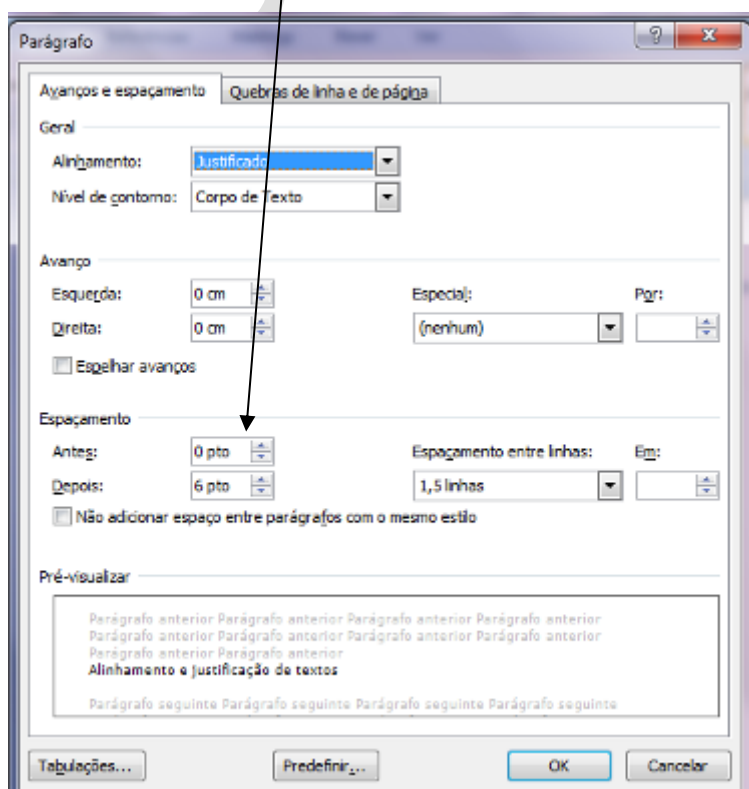 Parágrafo
Avanços e espaçamento Quebras de linha e de página
Geral
Alinhamento: Justificado
Nível de contorno: Corpo de Texto
Avanço
Esquerda: 0 cm Especial: Por:
Direita: 0 cm (nenhum)
Espelhar avanços
Espaçamento
Antes: 0 pto Espaçamento entre linhas: Em:
Depois: 6 pto 1,5 linhas
Não adicionar espaço entre parágrafos com o mesmo estilo
Pré-visualizar
Parágrafo anterior Parágrafo anterior Parágrafo anterior Parágrafo anterior
Parágrafo anterior Parágrafo anterior Parágrafo anterior Parágrafo anterior
Parágrafo anterior Parágrafo anterior
Alinhamento e justificação de textos
Parágrafo seguinte Parágrafo seguinte Parágrafo seguinte Parágrafo seguinte
Tabulações... Predefinir... OK Cancelar